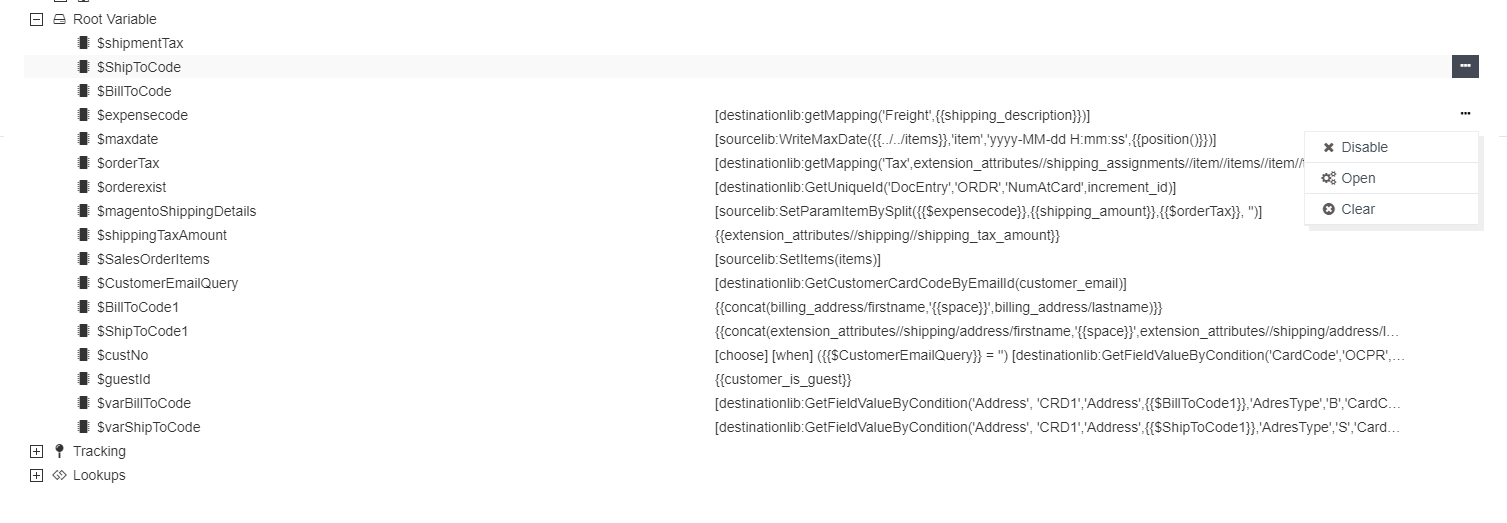 Root Variable
$shipmentTax
$ShipToCode
$BillToCode
$expensecode [destinationlib:getMapping('Freight',{{shipping_description}})]
$maxdate [sourcelib:WriteMaxDate({{../../items}},'item','yyyy-MM-dd H:mm:ss',{{position()}})]
Disable
$orderTax [destinationlib:getMapping('Tax',extension_attributes//shipping_assignments//item//items//item//
Open
$orderexist [destinationlib:GetUniqueId('DocEntry','ORDR','NumAtCard',increment_id)]
Clear
$magentoShippingDetails [sourcelib:SetParamItemBySplit({{$expensecode}},{{shipping_amount}},{{$orderTax}}, '')]
$shippingTaxAmount {{extension_attributes//shipping//shipping_tax_amount}}
$SalesOrderItems [sourcelib:SetItems(items)]
$CustomerEmailQuery [destinationlib:GetCustomerCardCodeByEmailId(customer_email)]
$BillToCode1 {{concat(billing_address/firstname,'{{space}}',billing_address/lastname)}}
$ShipToCode1 {{concat(extension_attributes//shipping/address/firstname,'{{space}}',extension_attributes//shipping/address/l...
$custNo [choose] [when] ({{$CustomerEmailQuery}} = '') [destinationlib:GetFieldValueByCondition('CardCode','OCPR',...
$guestId {{customer_is_guest}}
$varBillToCode [destinationlib:GetFieldValueByCondition('Address', 'CRD1','Address',{{$BillToCode1}},'AdresType','B','CardC...
$varShipToCode [destinationlib:GetFieldValueByCondition('Address', 'CRD1','Address',{{$ShipToCode1}},'AdresType','S','Card...
Tracking
Lookups